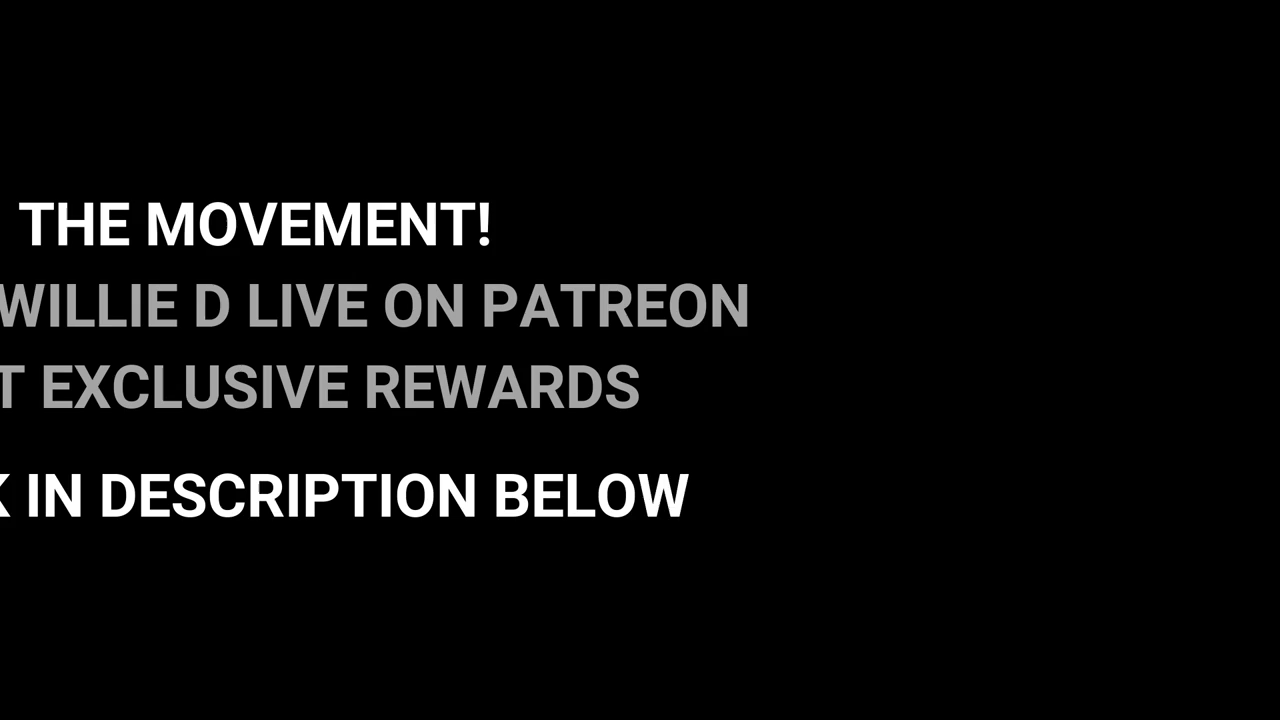 THE MOVEMENT!
WILLIE D LIVE ON PATREON
EXCLUSIVE REWARDS
IN DESCRIPTION BELOW